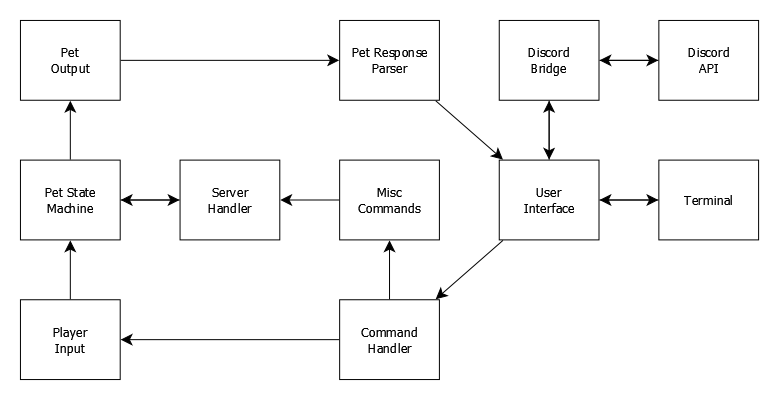 Pet
Output
Pet Response
Parser
Discord
Bridge
Discord
API
Pet State
Machine
Server
Handler
Misc
Commands
User
Interface
Terminal
Player
Input
Command
Handler